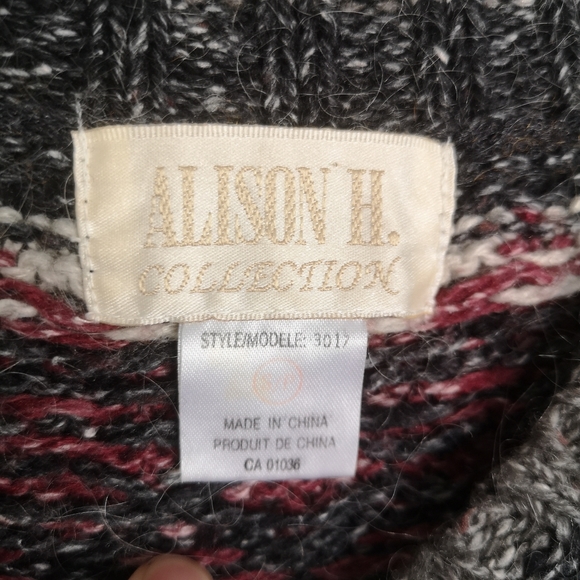 ALISON H.
COLLECTION
STYLE/MODELE: 3017
MADE IN CHINA
PRODUIT DE CHINA
CA 01036